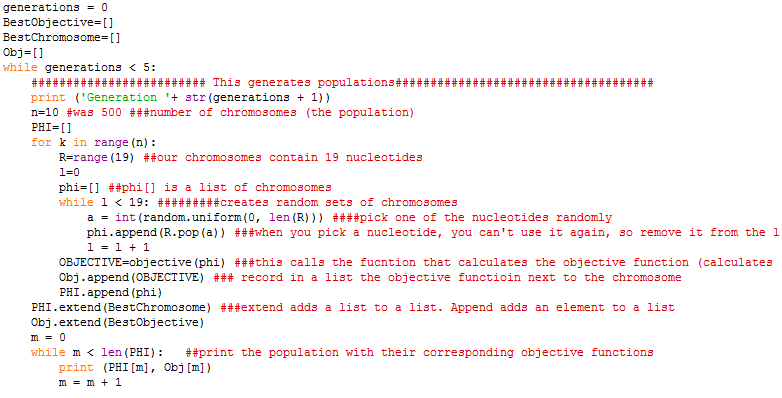 generations = 0
BestObjective=[]
BestChromosome=[]
Obj=[]
while generations < 5:
    ######################### This generates populations#####################################
    print ('Generation '+ str(generations + 1))
    n=10 #was 500 ###number of chromosomes (the population)
    PHI=[]
    for k in range(n):
        R=range(19) ##our chromosomes contain 19 nucleotides
        l=0
        phi=[] ##phi[] is a list of chromosomes
        while l < 19: #########creates random sets of chromosomes
            a = int(random.uniform(0, len(R))) ####pick one of the nucleotides randomly
            phi.append(R.pop(a)) ###when you pick a nucleotide, you can't use it again, so remove it from the l
            l = l + 1
        OBJECTIVE=objective(phi) ###this calls the fucntion that calculates the objective function (calculates
        Obj.append(OBJECTIVE) ### record in a list the objective functioin next to the chromosome
        PHI.append(phi)
    PHI.extend(BestChromosome) ###extend adds a list to a list. Append adds an element to a list
    Obj.extend(BestObjective)
    m = 0
    while m < len(PHI):   ##print the population with their corresponding objective functions
        print (PHI[m], Obj[m])
        m = m + 1